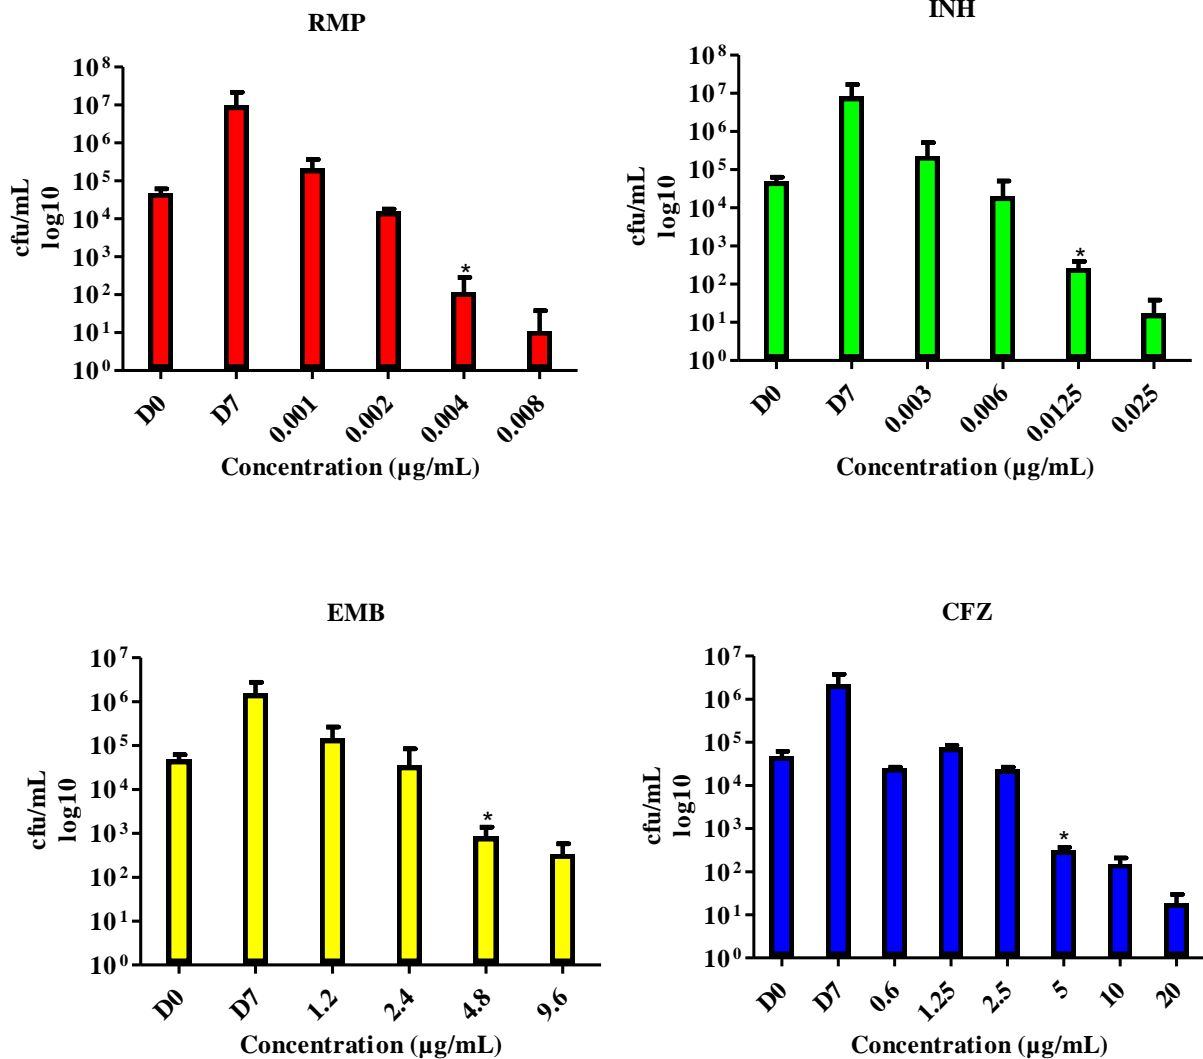 RMP
10⁸
10⁷
10⁶
10⁵
10⁴
10³
10²
10¹
10⁰
cfu/mL
log10
*
D0 D7 0.001 0.002 0.004 0.008
Concentration (µg/mL)
INH
10⁸
10⁷
10⁶
10⁵
10⁴
10³
10²
10¹
10⁰
cfu/mL
log10
*
D0 D7 0.003 0.006 0.0125 0.025
Concentration (µg/mL)
EMB
10⁷
10⁶
10⁵
10⁴
10³
10²
10¹
10⁰
cfu/mL
log10
*
D0 D7 1.2 2.4 4.8 9.6
Concentration (µg/mL)
CFZ
10⁷
10⁶
10⁵
10⁴
10³
10²
10¹
10⁰
cfu/mL
log10
*
D0 D7 0.6 1.25 2.5 5 10 20
Concentration (µg/mL)